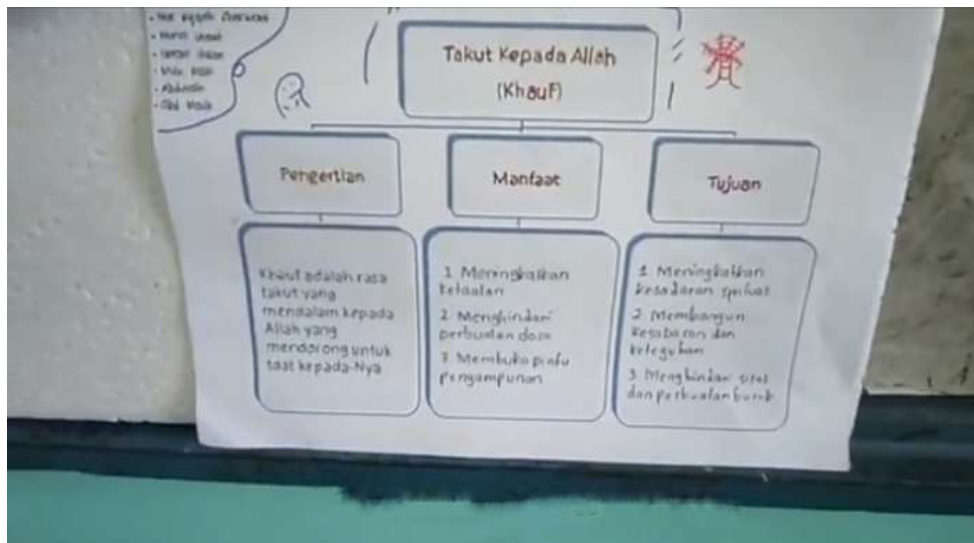 Takut Kepada Allah
(Khauf)
Pengertian
Manfaat
Tujuan
Khauf adalah rasa
takut yang
mendalam kepada
Allah yang
mendorong untuk
taat kepada-Nya
1. Meningkatkan
ketaatan
2. Menghindari
perbuatan dosa
3. Membuka pintu
pengampunan
1. Meningkatkan
kesadaran
2. Membangun
kesabaran dan
keteguhan
3. Menghindari sifat
dan perbuatan